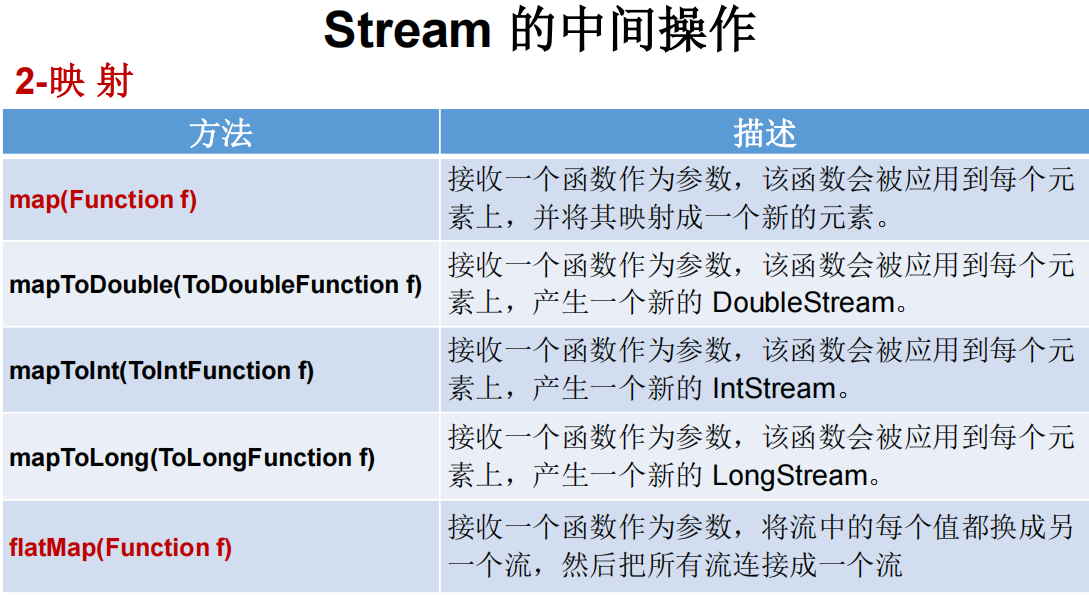 Stream 的中间操作
2-映 射
方法
描述
map(Function f)
接收一个函数作为参数，该函数会被应用到每个元
素上，并将其映射成一个新的元素。
mapToDouble(ToDoubleFunction f)
接收一个函数作为参数，该函数会被应用到每个元
素上，产生一个新的 DoubleStream。
mapToInt(ToIntFunction f)
接收一个函数作为参数，该函数会被应用到每个元
素上，产生一个新的 IntStream。
mapToLong(ToLongFunction f)
接收一个函数作为参数，该函数会被应用到每个元
素上，产生一个新的 LongStream。
flatMap(Function f)
接收一个函数作为参数，将流中的每个值都换成另
一个流，然后把所有流连接成一个流